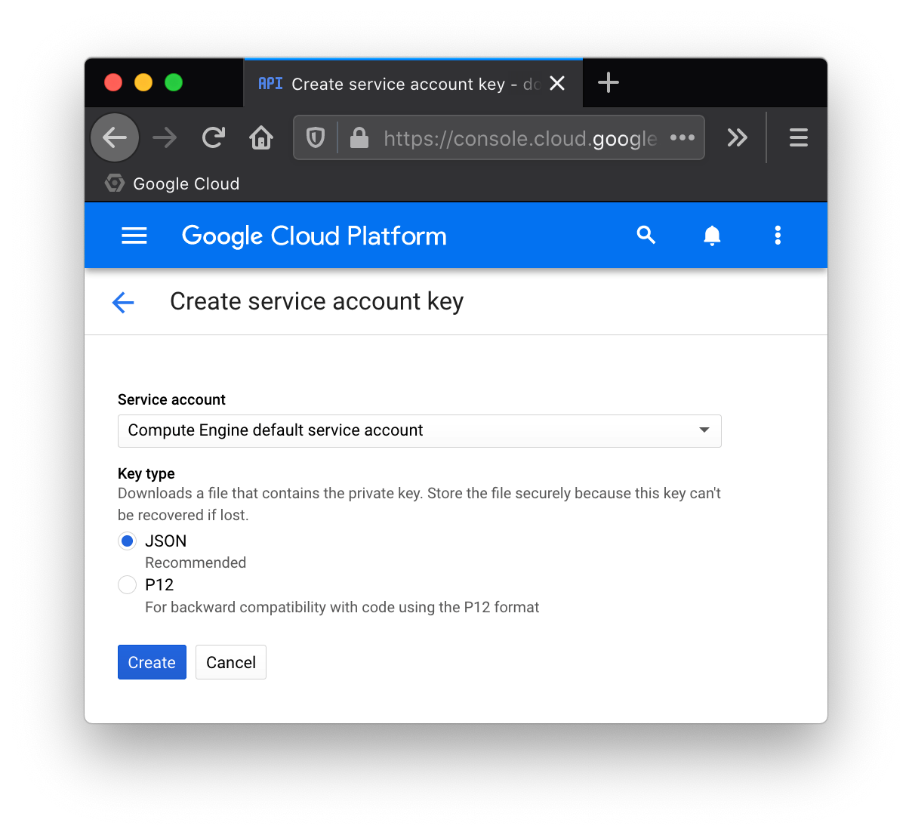 API Create service account key - do
https://console.cloud.google
Google Cloud
Google Cloud Platform
Create service account key
Service account
Compute Engine default service account
Key type
Downloads a file that contains the private key. Store the file securely because this key can't
be recovered if lost.
JSON
Recommended
P12
For backward compatibility with code using the P12 format
Create Cancel